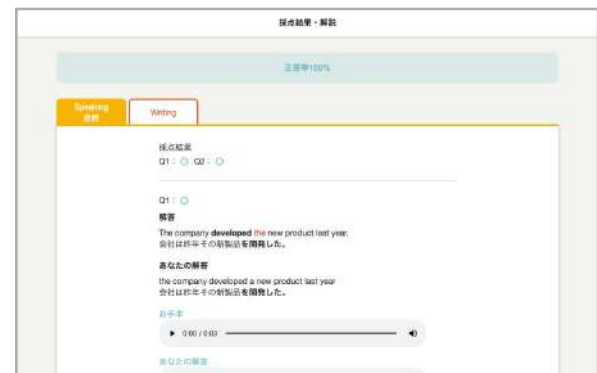 採点結果・解説
正答率100%
Speaking
音読
Writing
採点結果
Q1：○ Q2：○
Q1：○
解答
The company developed the new product last year.
会社は昨年その新製品を開発した。
あなたの解答
the company developed a new product last year
会社は昨年その新製品を開発した。
お手本
0:00 / 0:03
あなたの解答